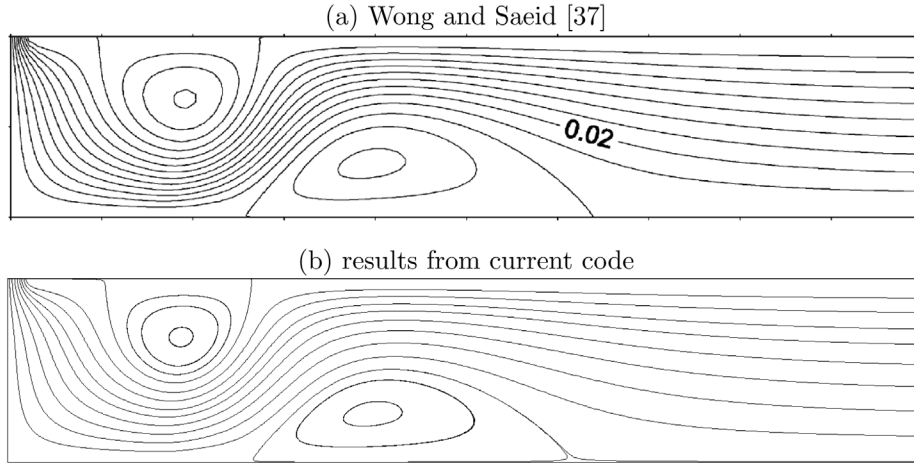 (a) Wong and Saeid [37]
0.02
(b) results from current code